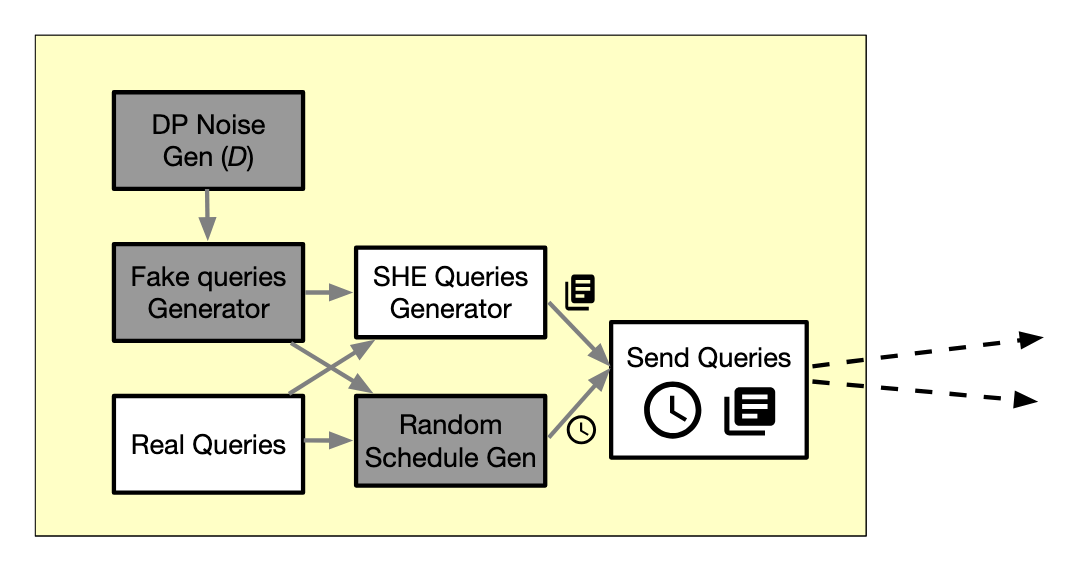 DP Noise
Gen (D)
Fake queries
Generator
SHE Queries
Generator
Send Queries
Real Queries
Random
Schedule Gen